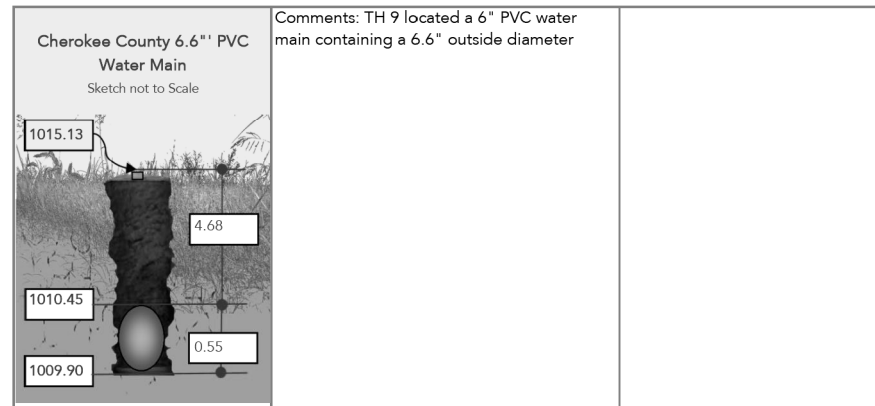 Cherokee County 6.6"' PVC
Water Main
Sketch not to Scale
1015.13
4.68
1010.45
0.55
1009.90
Comments: TH 9 located a 6" PVC water
main containing a 6.6" outside diameter